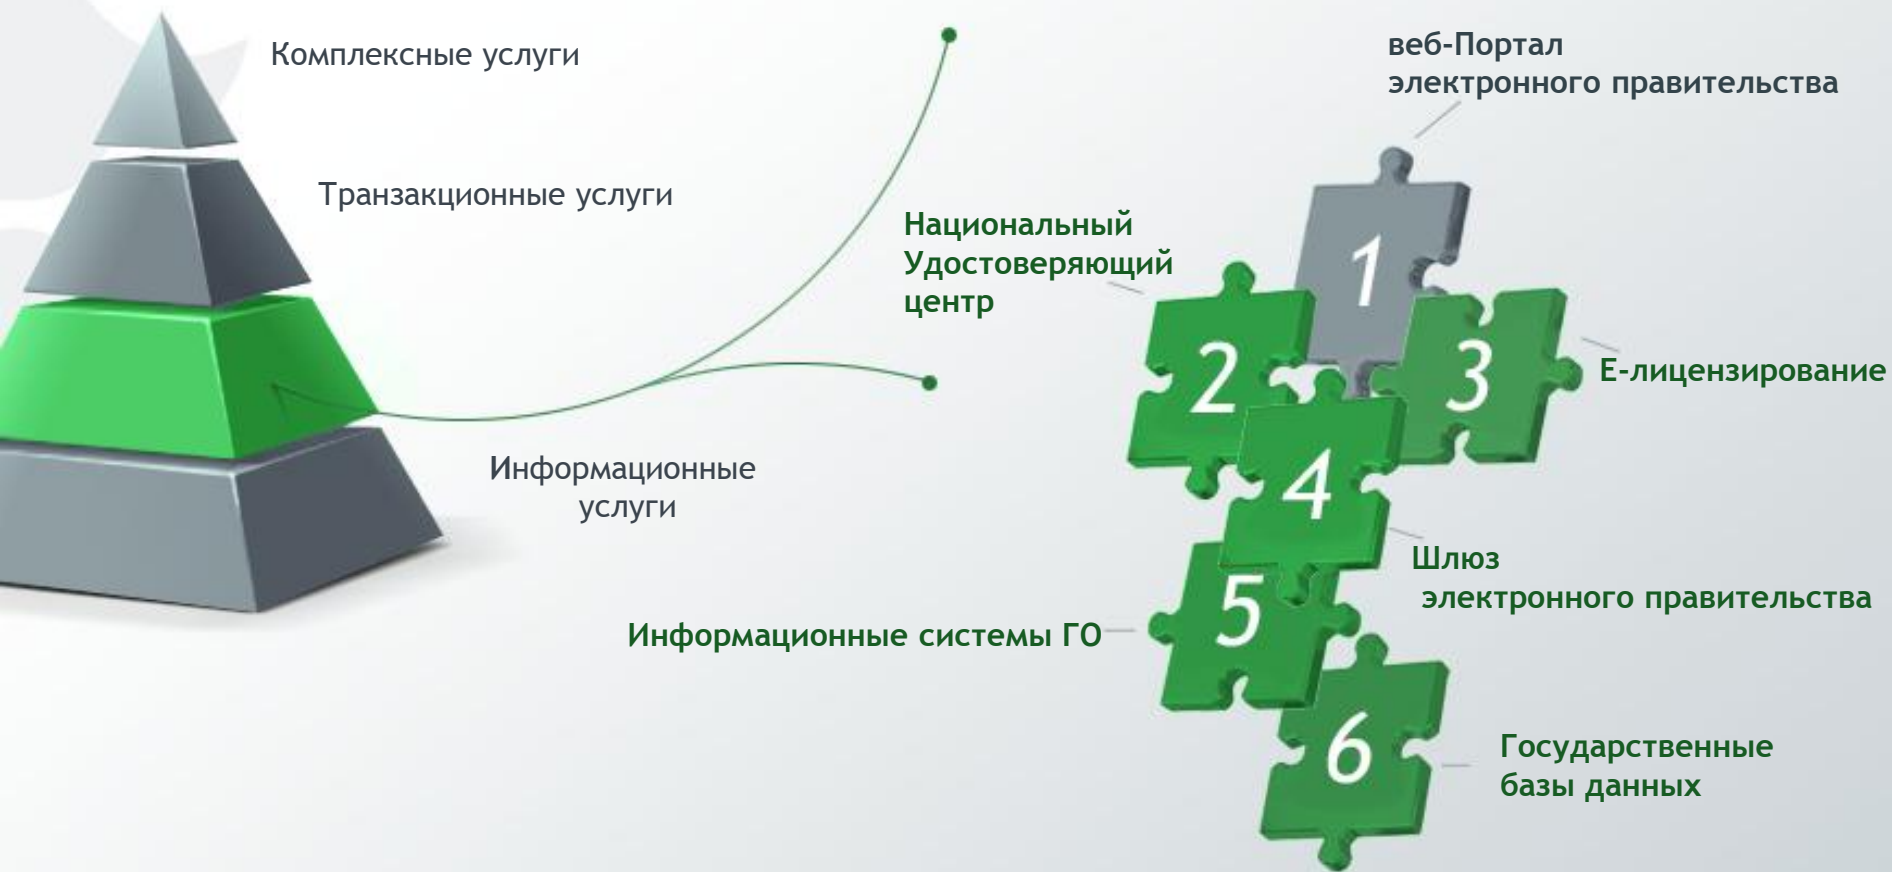 Комплексные услуги
Транзакционные услуги
Информационные
услуги
веб-Портал
электронного правительства
Национальный
Удостоверяющий
центр
1
2
3
Е-лицензирование
4
Шлюз
электронного правительства
5
Информационные системы ГО
6
Государственные
базы данных